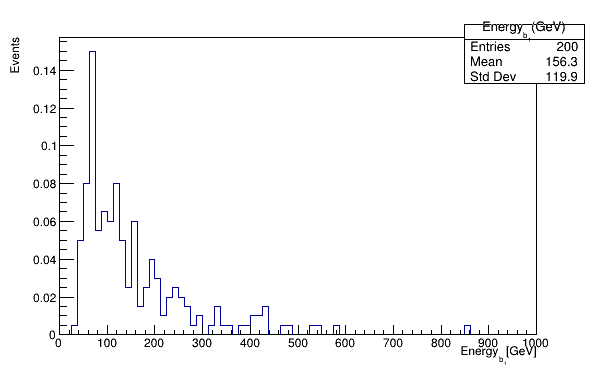 Energy_b1(GeV)
Entries 200
Mean 156.3
Std Dev 119.9
Events
0.14
0.12
0.1
0.08
0.06
0.04
0.02
0
0 100 200 300 400 500 600 700 800 900 1000
Energy_b1[GeV]